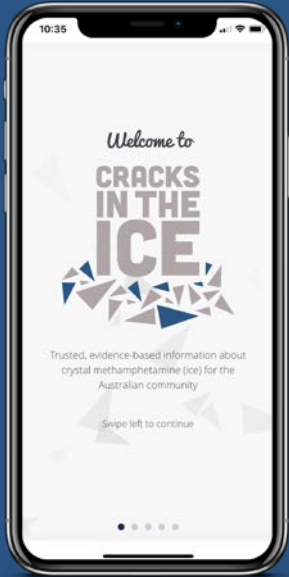 10:35
Welcome to
CRACKS
IN THE
ICE
Trusted, evidence-based information about
crystal methamphetamine (ice) for the
Australian community
Swipe left to continue